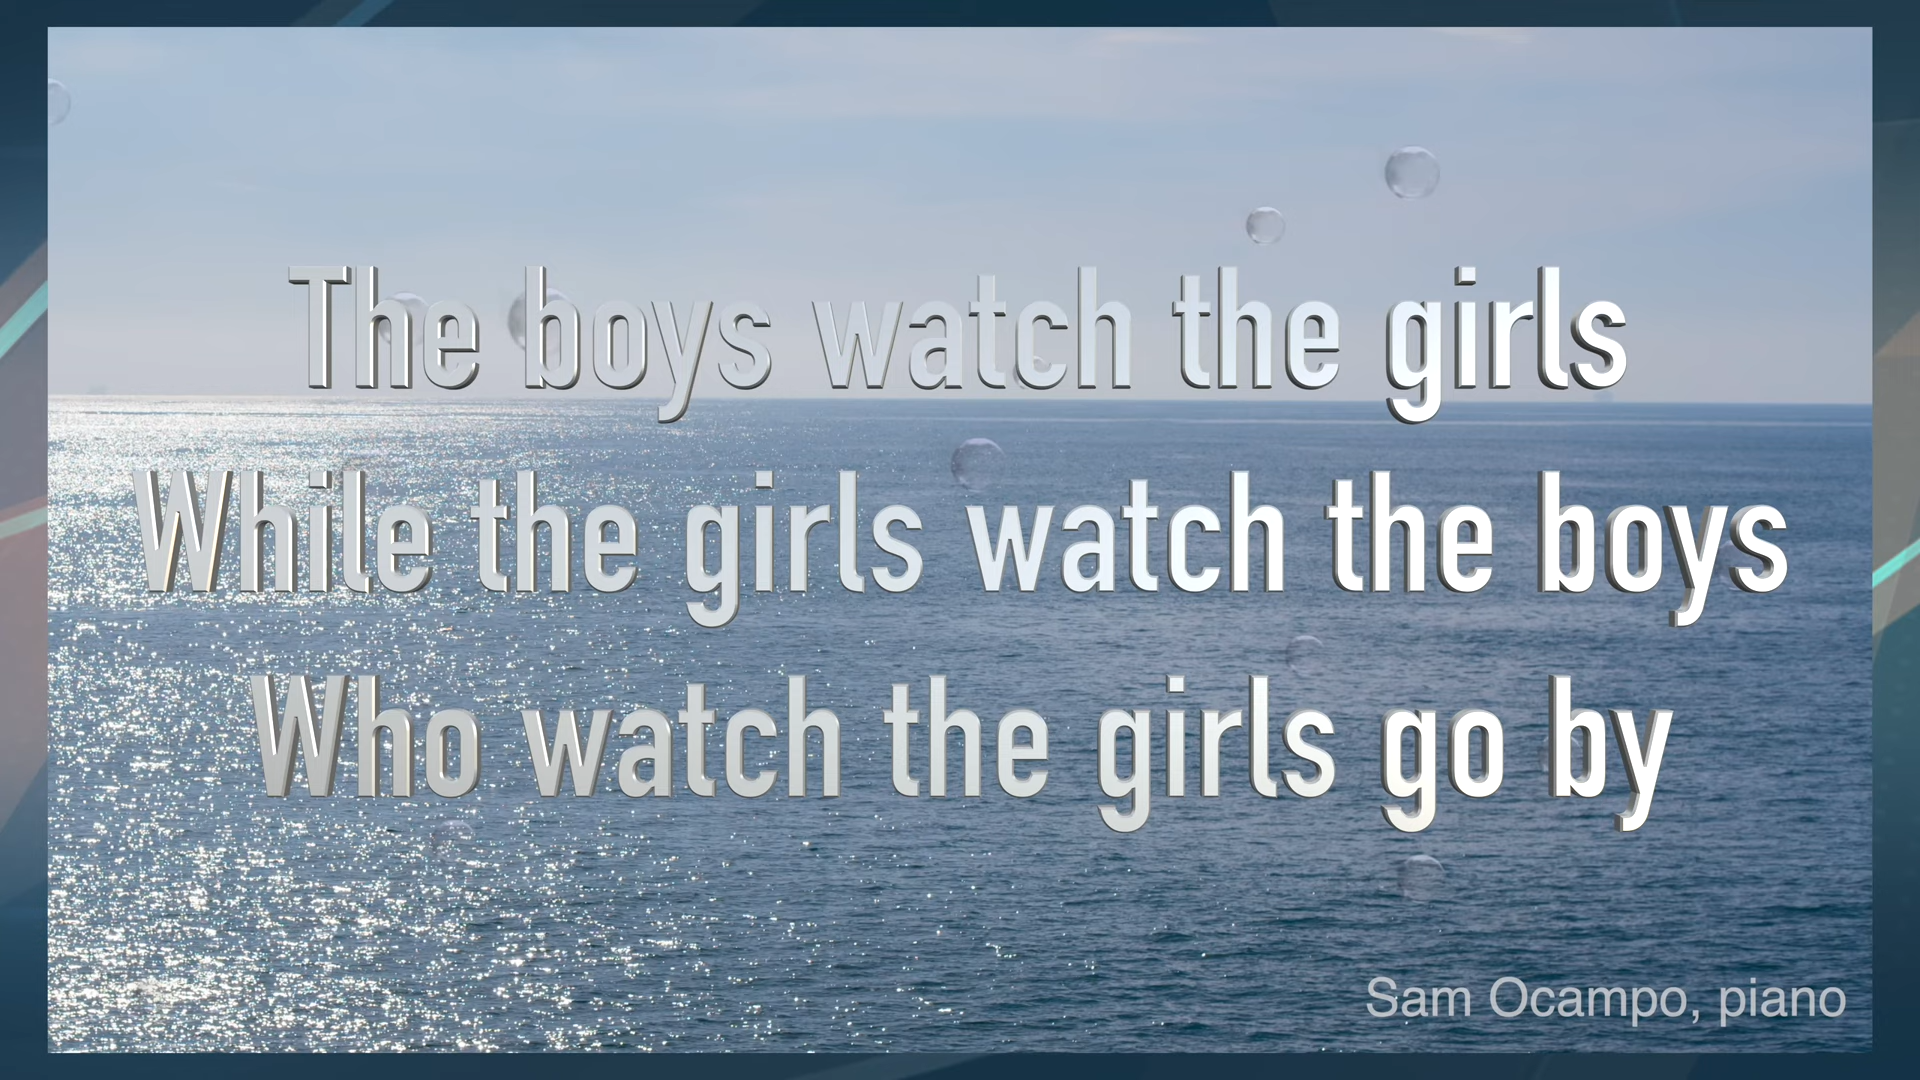 The boys watch the girls
While the girls watch the boys
Who watch the girls go by
Sam Ocampo, piano